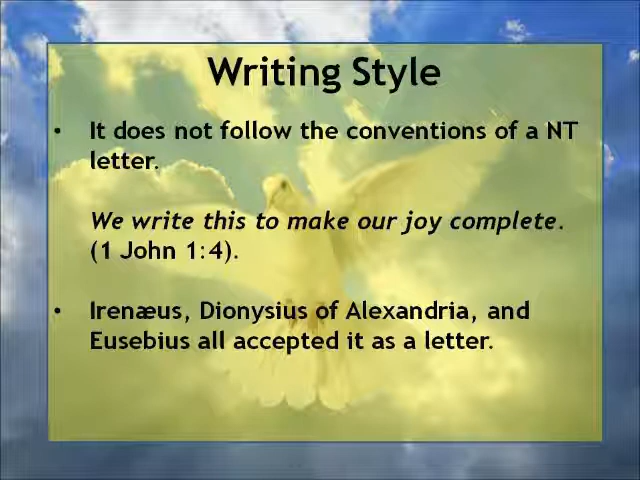 Writing Style
• It does not follow the conventions of a NT
letter.
We write this to make our joy complete.
(1 John 1:4).
• Irenæus, Dionysius of Alexandria, and
Eusebius all accepted it as a letter.